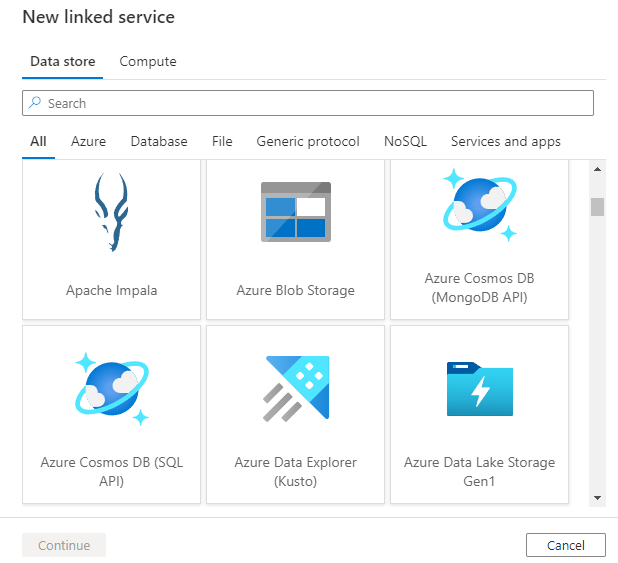 New linked service
Data store Compute
Search
All Azure Database File Generic protocol NoSQL Services and apps
Apache Impala
Azure Blob Storage
Azure Cosmos DB
(MongoDB API)
Azure Cosmos DB (SQL
API)
Azure Data Explorer
(Kusto)
Azure Data Lake Storage
Gen1
Continue Cancel